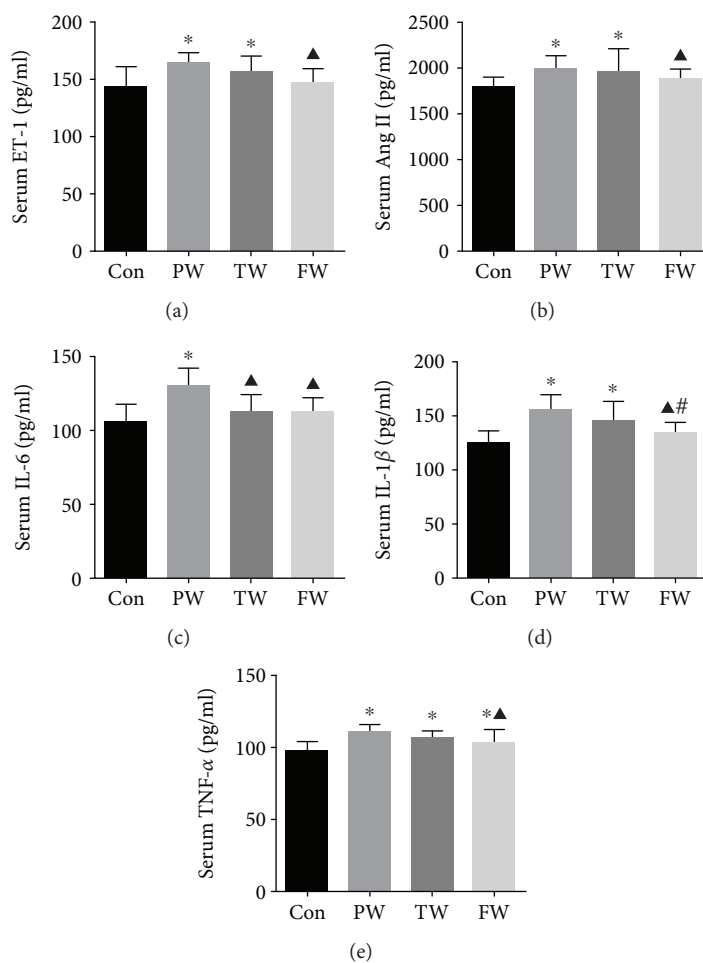 Serum ET-1 (pg/ml)
200
150
100
50
0
* * ▲
Con PW TW FW
(a)
Serum Ang II (pg/ml)
2500
2000
1500
1000
500
0
* * ▲
Con PW TW FW
(b)
Serum IL-6 (pg/ml)
150
100
50
0
* ▲ ▲
Con PW TW FW
(c)
Serum IL-1β (pg/ml)
200
150
100
50
0
* * ▲#
Con PW TW FW
(d)
Serum TNF-α (pg/ml)
150
100
50
0
* * *▲
Con PW TW FW
(e)